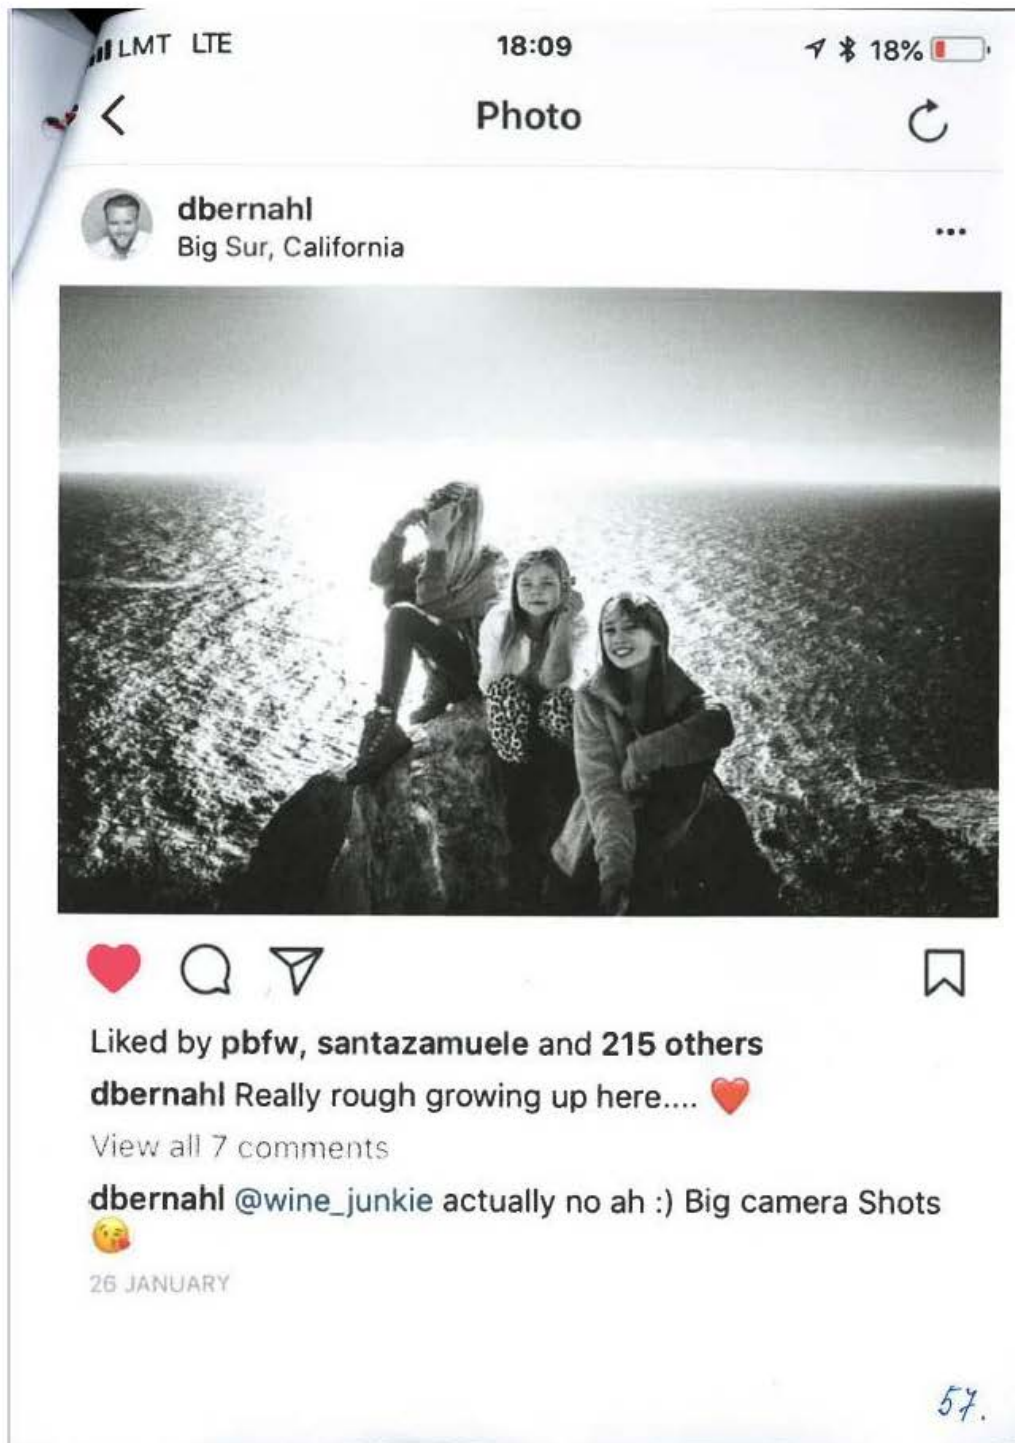 LMT LTE 18:09 18%
Photo
dbernahl
Big Sur, California
Liked by pbfw, santazamuele and 215 others
dbernahl Really rough growing up here.... ❤️
View all 7 comments
dbernahl @wine_junkie actually no ah :) Big camera Shots
😘
26 JANUARY
57.